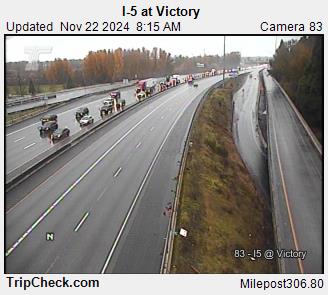 I-5 at Victory
Updated Nov 22 2024 8:15 AM Camera 83
N
83 - I5 @ Victory
TripCheck.com Milepost306.80